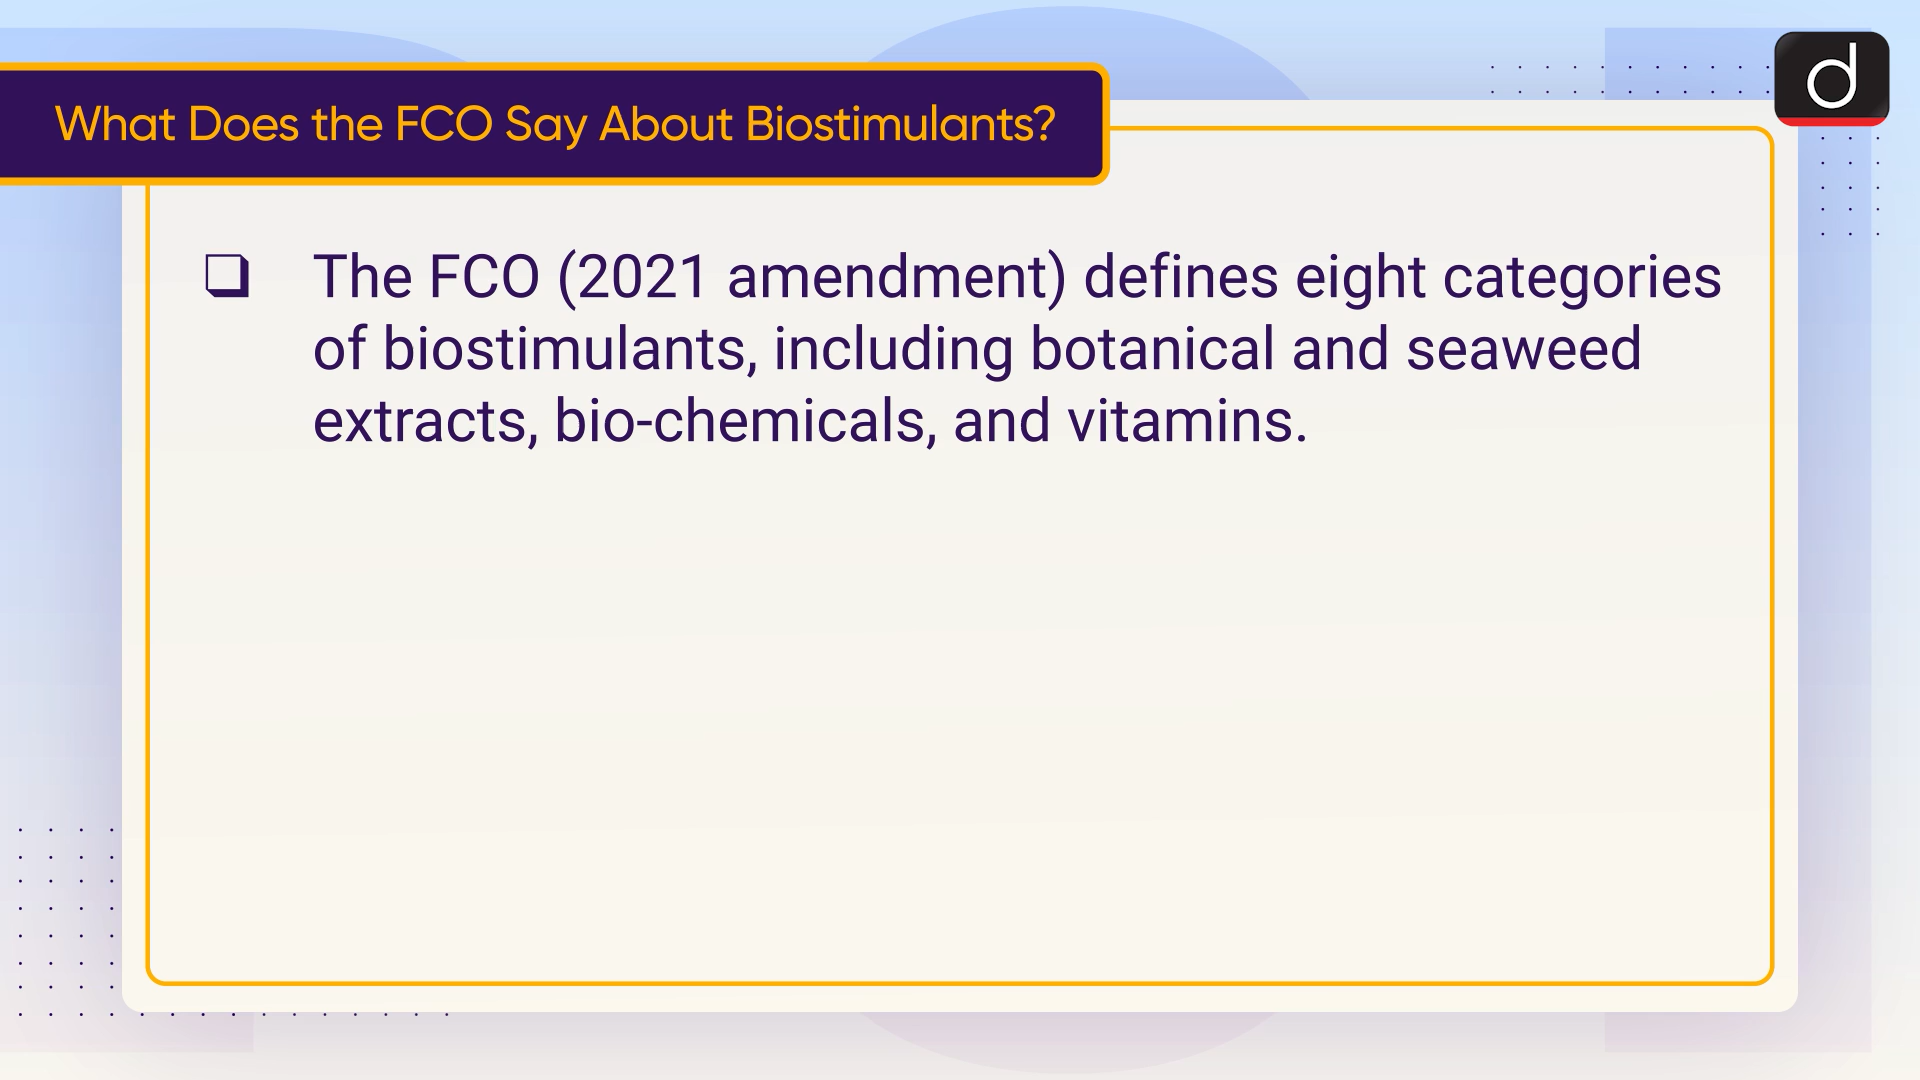 What Does the FCO Say About Biostimulants?
d
❑ The FCO (2021 amendment) defines eight categories
of biostimulants, including botanical and seaweed
extracts, bio-chemicals, and vitamins.